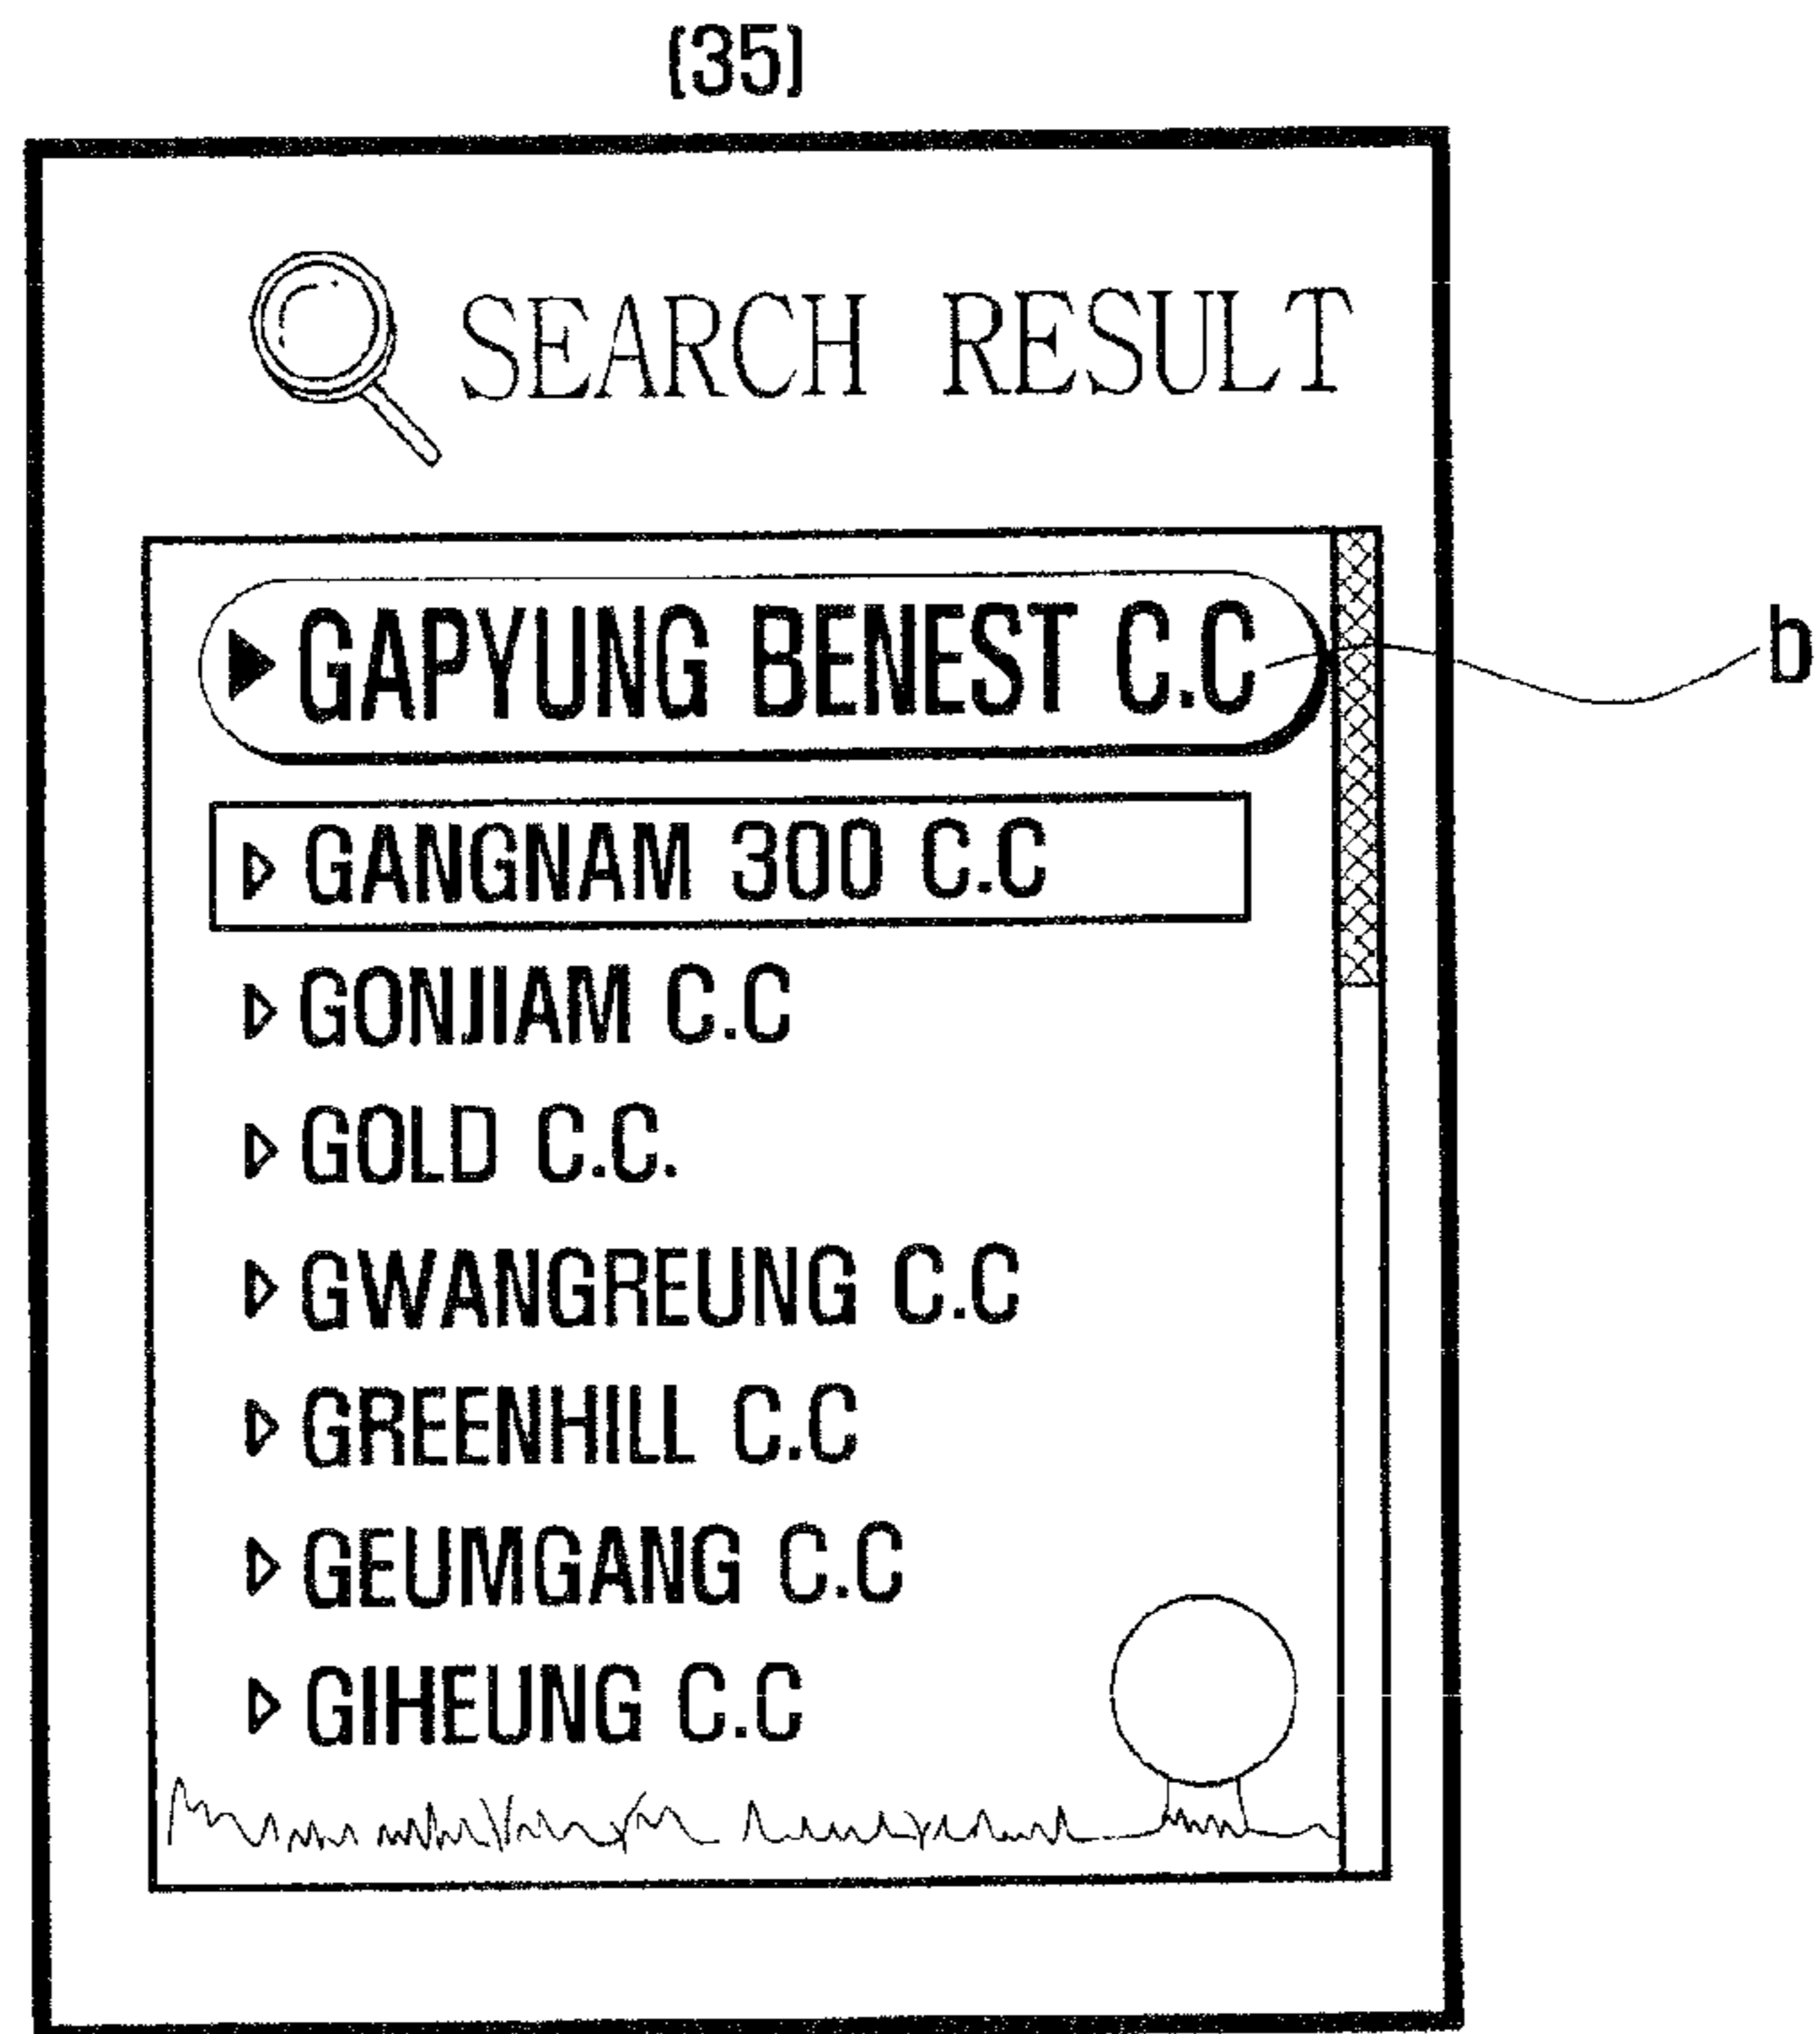 (35)
SEARCH RESULT
GAPYUNG BENEST C.C
b
GANGNAM 300 C.C
GONJIAM C.C
GOLD C.C.
GWANGREUNG C.C
GREENHILL C.C
GEUMGANG C.C
GIHEUNG C.C